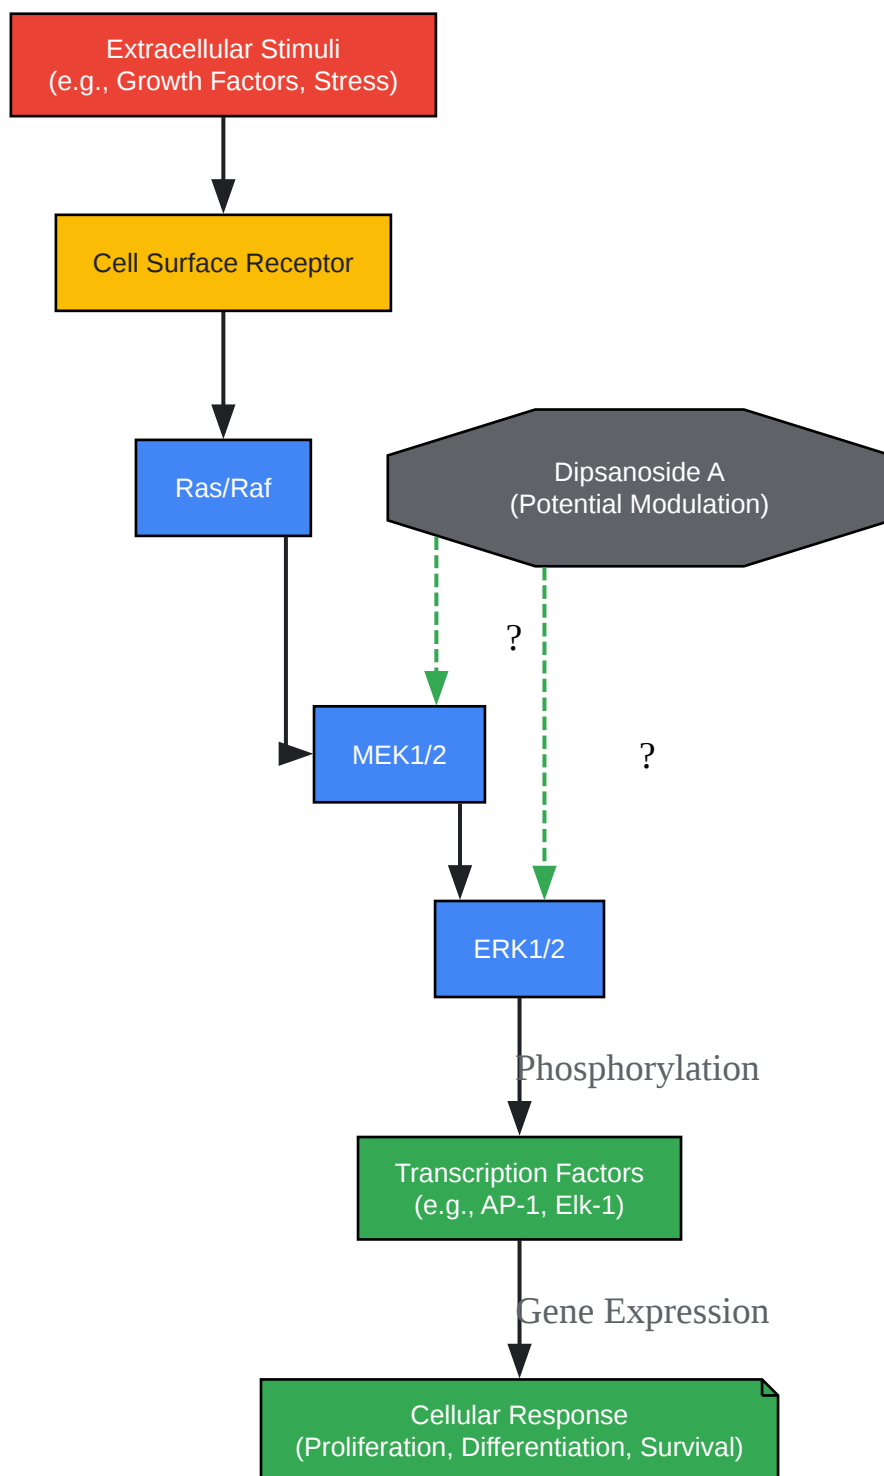 Extracellular Stimuli
(e.g., Growth Factors, Stress)
Cell Surface Receptor
Ras/Raf
Dipsanoside A
(Potential Modulation)
?
MEK1/2
?
ERK1/2
Phosphorylation
Transcription Factors
(e.g., AP-1, Elk-1)
Gene Expression
Cellular Response
(Proliferation, Differentiation, Survival)